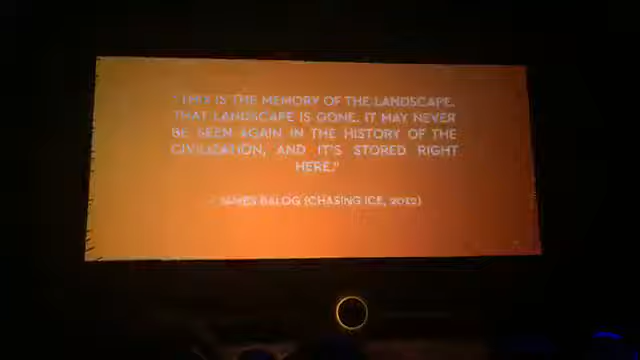 "THIS IS THE MEMORY OF THE LANDSCAPE.
THAT LANDSCAPE IS GONE. IT MAY NEVER
BE SEEN AGAIN IN THE HISTORY OF THE
CIVILIZATION, AND IT'S STORED RIGHT
HERE."
- JAMES BALOG (CHASING ICE, 2012)